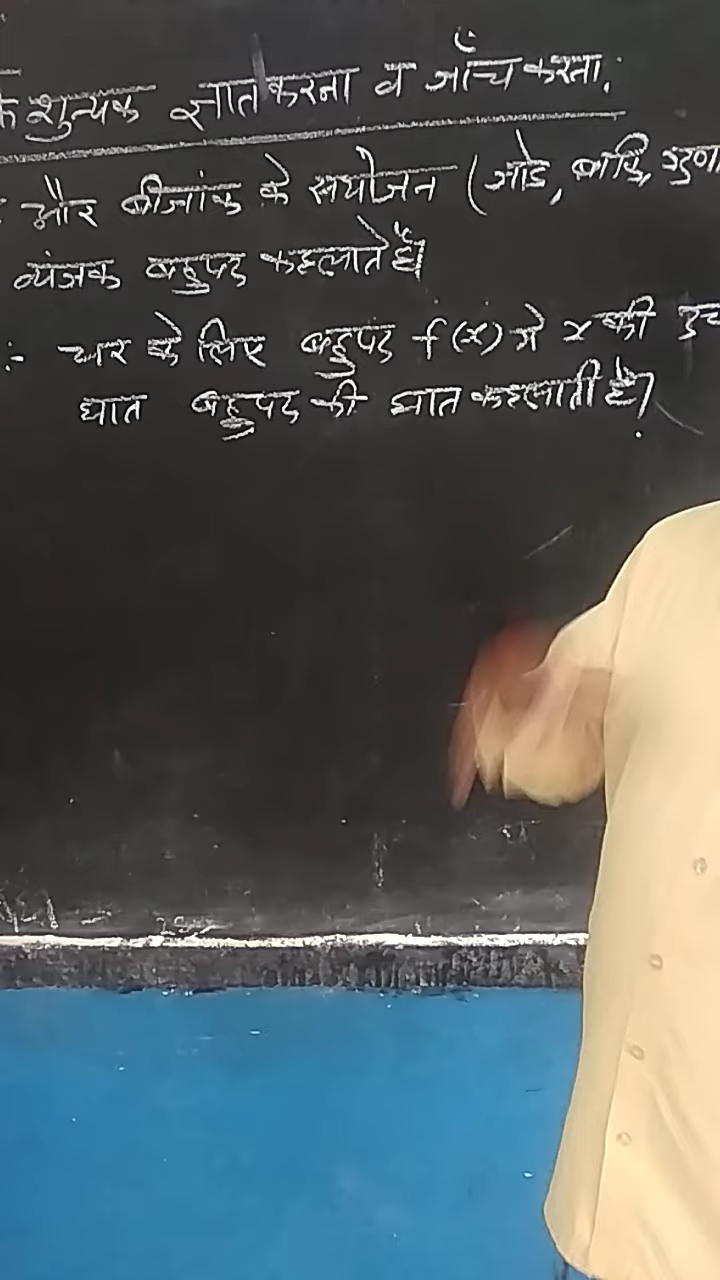 के शुन्यक ज्ञात करना व जाँच करना.
और बीजांक के संयोजन (जोड़, बाकि, गुणा
व्यंजक बहुपद कहलाते है।
:- चर के लिए बहुपद f(x) मे x की उच
घात बहुपद की घात कहलाती है।